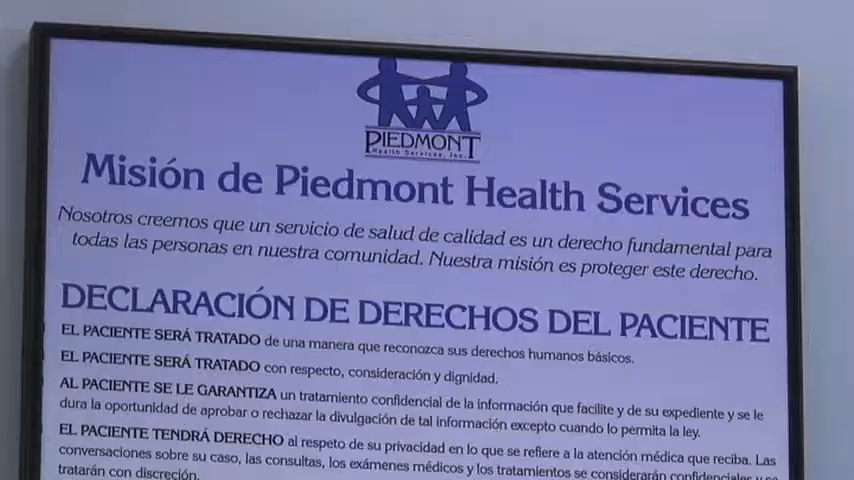 PIEDMONT
Health Services, Inc.
Misión de Piedmont Health Services
Nosotros creemos que un servicio de salud de calidad es un derecho fundamental para
todas las personas en nuestra comunidad. Nuestra misión es proteger este derecho.
DECLARACIÓN DE DERECHOS DEL PACIENTE
EL PACIENTE SERÁ TRATADO de una manera que reconozca sus derechos humanos básicos.
EL PACIENTE SERÁ TRATADO con respeto, consideración y dignidad.
AL PACIENTE SE LE GARANTIZA un tratamiento confidencial de la información que facilite y de su expediente y se le
dura la oportunidad de aprobar o rechazar la divulgación de tal información excepto cuando lo permita la ley.
EL PACIENTE TENDRÁ DERECHO al respeto de su privacidad en lo que se refiere a la atención médica que reciba. Las
conversaciones sobre su caso, las consultas, los exámenes médicos y los tratamientos se considerarán confidenciales y se
tratarán con discreción.